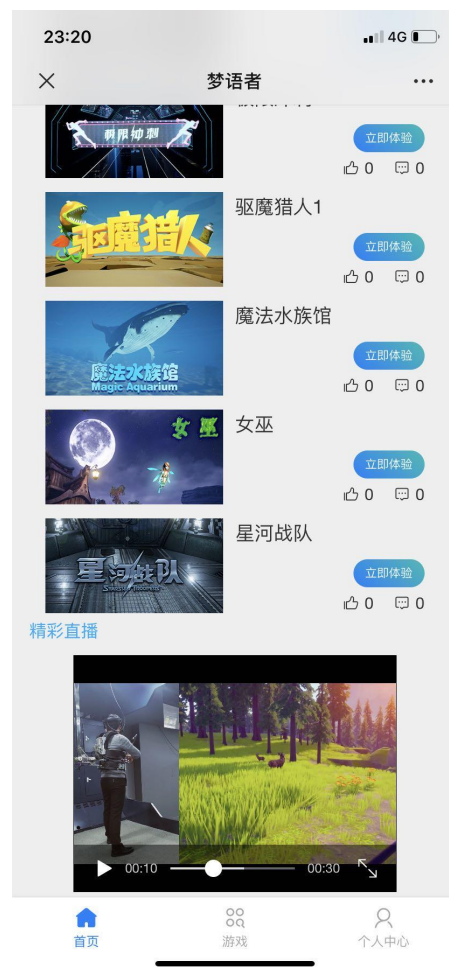 23:20
4G
梦语者
极限冲刺
立即体验
0 0
驱魔猎人
驱魔猎人1
立即体验
0 0
魔法水族馆
Magic Aquarium
魔法水族馆
立即体验
0 0
女巫
女巫
立即体验
0 0
星河战队
星河战队
立即体验
0 0
精彩直播
00:10
00:30
首页
游戏
个人中心